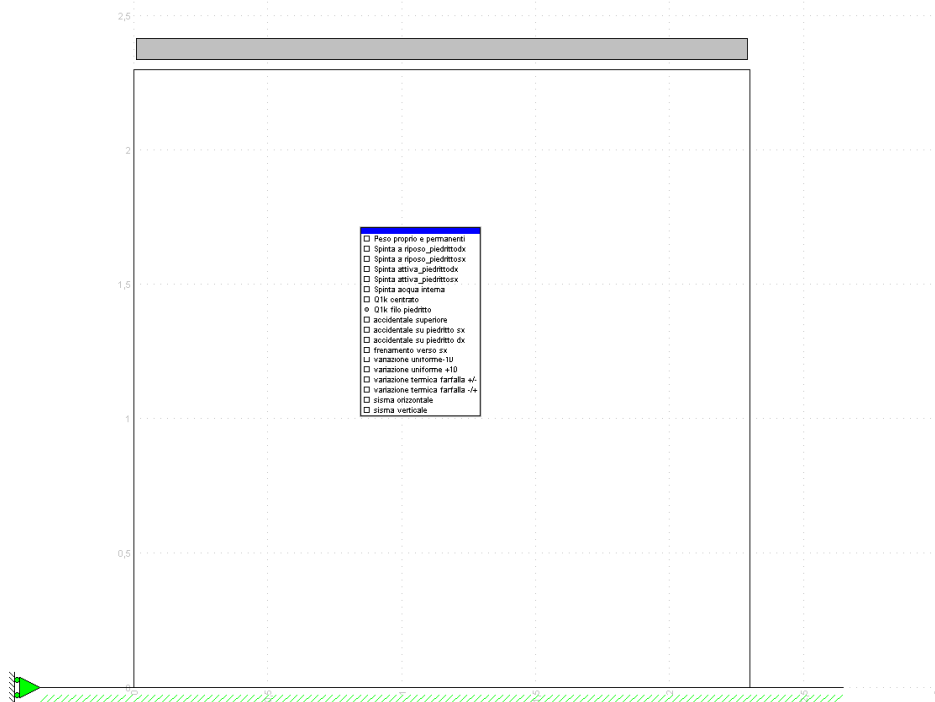 2,5
2
Peso proprio e permanenti
Spinta a riposo_piedrittodx
Spinta a riposo_piedrittosx
Spinta attiva_piedrittodx
Spinta attiva_piedrittosx
1,5
Spinta acqua interna
Q1k centrato
Q1k filo piedritto
accidentale superiore
accidentale su piedritto sx
accidentale su piedritto dx
frenamento verso sx
variazione uniforme-10
variazione uniforme +10
variazione termica farfalla +/-
variazione termica farfalla -/+
sisma orizzontale
sisma verticale
1
0,5